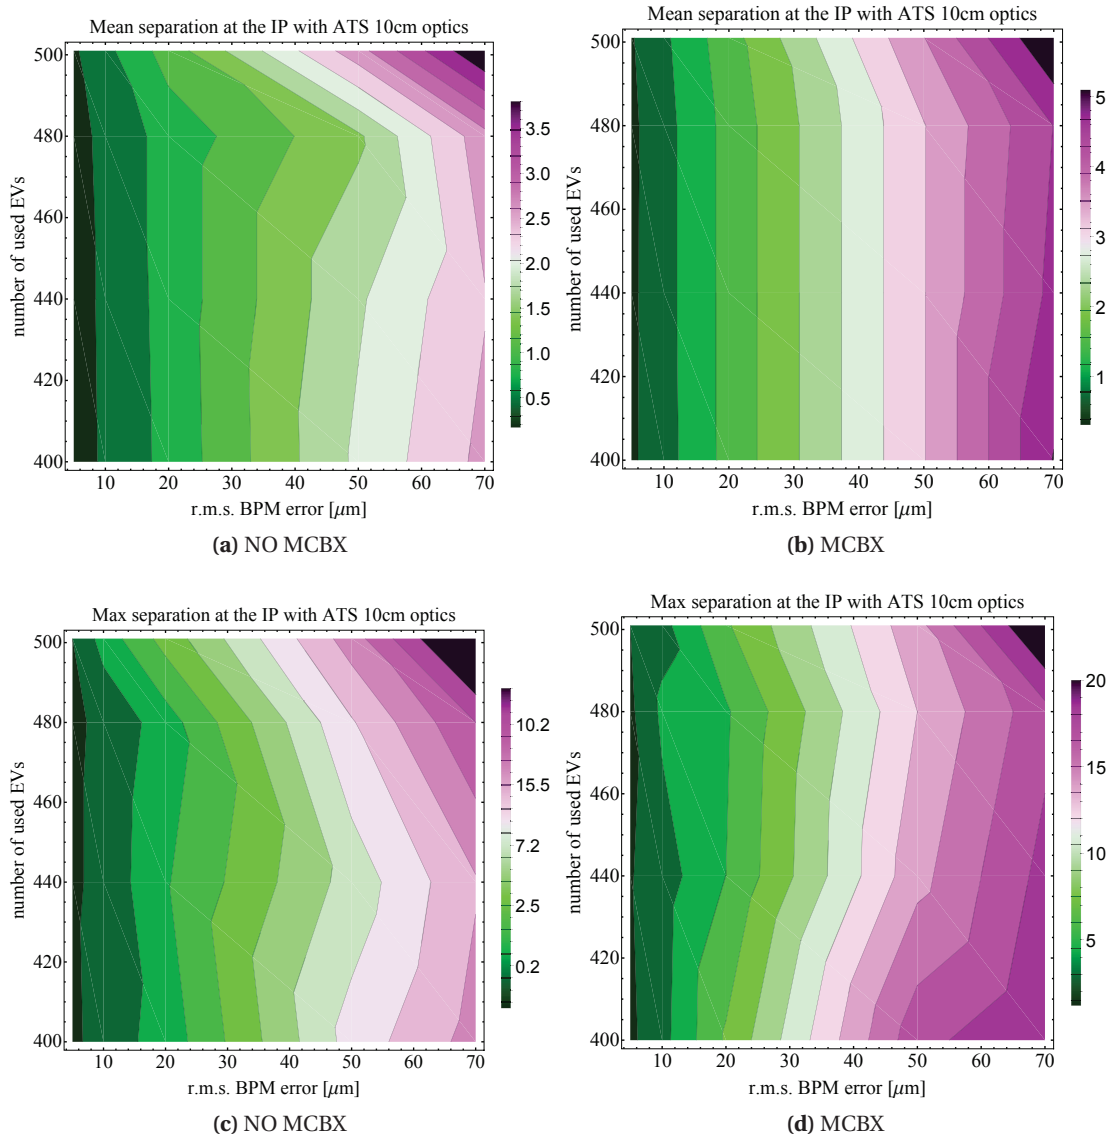 Mean separation at the IP with ATS 10cm optics
500
480
460
440
420
400
number of used EVs
10 20 30 40 50 60 70
r.m.s. BPM error [μm]
3.5
3.0
2.5
2.0
1.5
1.0
0.5
(a) NO MCBX
Mean separation at the IP with ATS 10cm optics
500
480
460
440
420
400
number of used EVs
10 20 30 40 50 60 70
r.m.s. BPM error [μm]
5
4
3
2
1
(b) MCBX
Max separation at the IP with ATS 10cm optics
500
480
460
440
420
400
number of used EVs
10 20 30 40 50 60 70
r.m.s. BPM error [μm]
10.2
15.5
7.2
2.5
0.2
(c) NO MCBX
Max separation at the IP with ATS 10cm optics
500
480
460
440
420
400
number of used EVs
10 20 30 40 50 60 70
r.m.s. BPM error [μm]
20
15
10
5
(d) MCBX